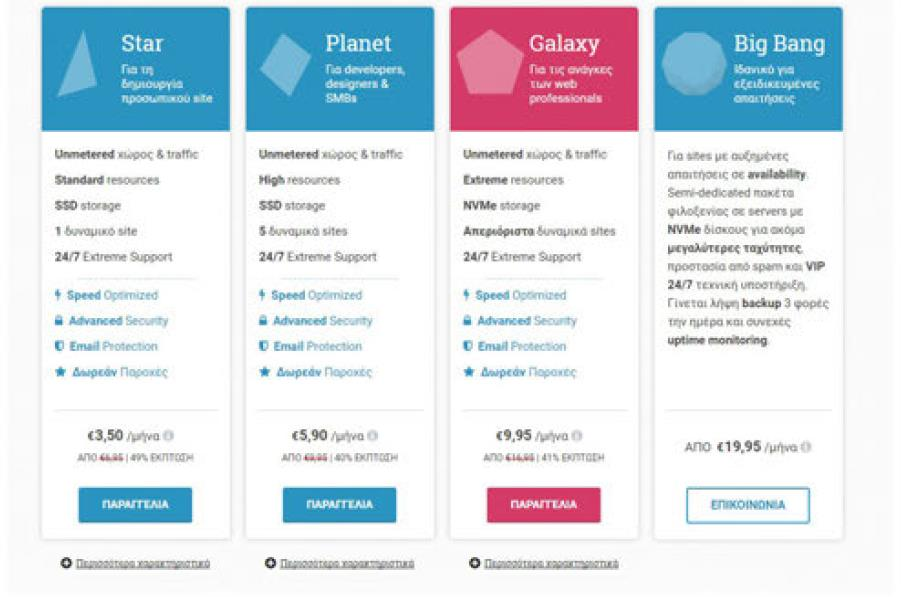 Star
Για τη
δημιουργία
προσωπικού site
Unmetered χώρος & traffic
Standard resources
SSD storage
1 δυναμικό site
24/7 Extreme Support
Speed Optimized
Advanced Security
Email Protection
Δωρεάν Παροχές
€3,50 /μήνα
ΑΠΟ €6,95 | 49% ΕΚΠΤΩΣΗ
ΠΑΡΑΓΓΕΛΙΑ
Περισσότερα χαρακτηριστικά
Planet
Για developers,
designers &
SMBs
Unmetered χώρος & traffic
High resources
SSD storage
5 δυναμικά sites
24/7 Extreme Support
Speed Optimized
Advanced Security
Email Protection
Δωρεάν Παροχές
€5,90 /μήνα
ΑΠΟ €9,95 | 40% ΕΚΠΤΩΣΗ
ΠΑΡΑΓΓΕΛΙΑ
Περισσότερα χαρακτηριστικά
Galaxy
Για τις ανάγκες
των web
professionals
Unmetered χώρος & traffic
Extreme resources
NVMe storage
Απεριόριστα δυναμικά sites
24/7 Extreme Support
Speed Optimized
Advanced Security
Email Protection
Δωρεάν Παροχές
€9,95 /μήνα
ΑΠΟ €16,95 | 41% ΕΚΠΤΩΣΗ
ΠΑΡΑΓΓΕΛΙΑ
Περισσότερα χαρακτηριστικά
Big Bang
Ιδανικό για
εξειδικευμένες
απαιτήσεις
Για sites με αυξημένες
απαιτήσεις σε availability.
Semi-dedicated πακέτα
φιλοξενίας σε servers με
NVMe δίσκους για ακόμα
μεγαλύτερες ταχύτητες,
προστασία από spam και VIP
24/7 τεχνική υποστήριξη.
Γίνεται λήψη backup 3 φορές
την ημέρα και συνεχές
uptime monitoring.
ΑΠΟ €19,95 /μήνα
ΕΠΙΚΟΙΝΩΝΙΑ